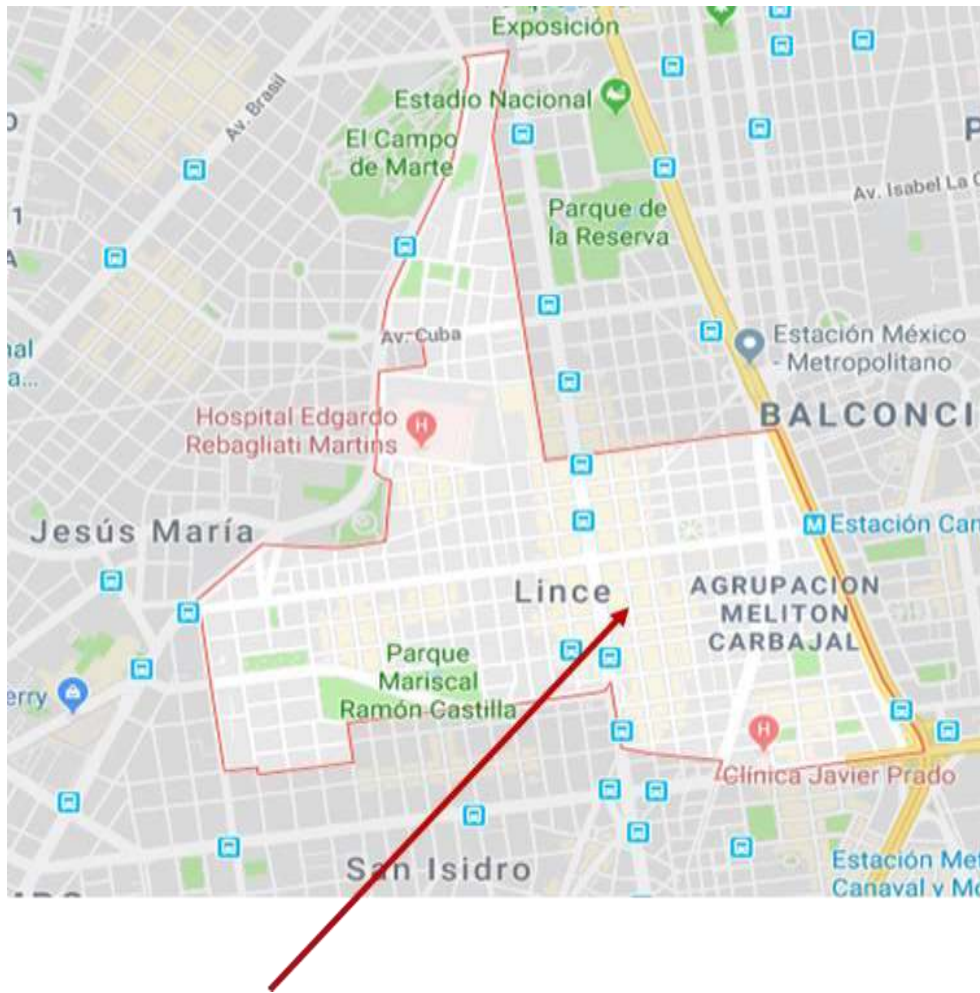 Exposición
Estadio Nacional
Av. Brasil
El Campo
de Marte
Av. Isabel La C
1
Parque de
la Reserva
Av. Cuba
Estación México
- Metropolitano
nal
a...
BALCONCI
Hospital Edgardo
Rebagliati Martins
H
Jesús María
M
Estación Can
Lince
AGRUPACION
MELITON
CARBAJAL
Parque
Mariscal
Ramón Castilla
erry
H
Clínica Javier Prado
San Isidro
Estación Met
Canaval y Mo